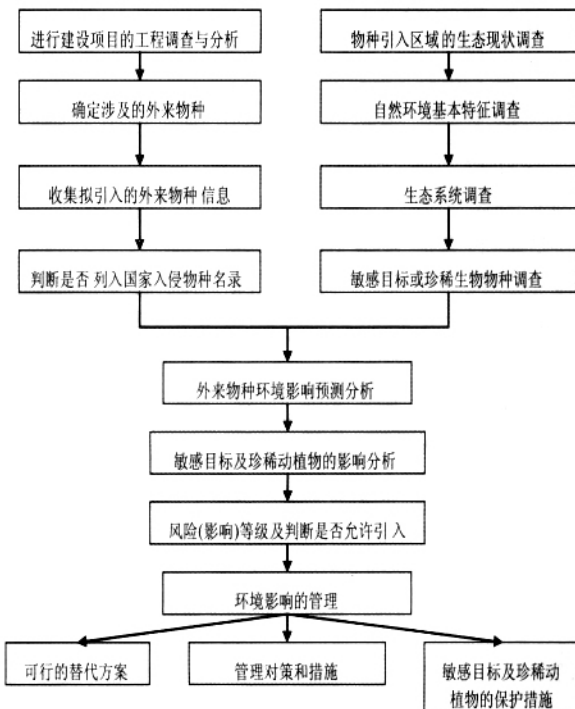 进行建设项目的工程调查与分析
物种引入区域的生态现状调查
确定涉及的外来物种
自然环境基本特征调查
收集拟引入的外来物种 信息
生态系统调查
判断是否 列入国家入侵物种名录
敏感目标或珍稀生物物种调查
外来物种环境影响预测分析
敏感目标及珍稀动植物的影响分析
风险(影响)等级及判断是否允许引入
环境影响的管理
可行的替代方案
管理对策和措施
敏感目标及珍稀动
植物的保护措施